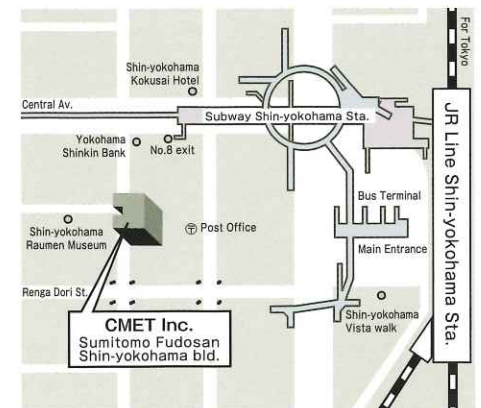 For Tokyo
Shin-yokohama
Kokusai Hotel
Central Av.
Subway Shin-yokohama Sta.
JR Line Shin-yokohama Sta.
Yokohama
Shinkin Bank
No.8 exit
Bus Terminal
Shin-yokohama
Raumen Museum
〒 Post Office
Main Entrance
Renga Dori St.
Shin-yokohama
Vista walk
CMET Inc.
Sumitomo Fudosan
Shin-yokohama bld.